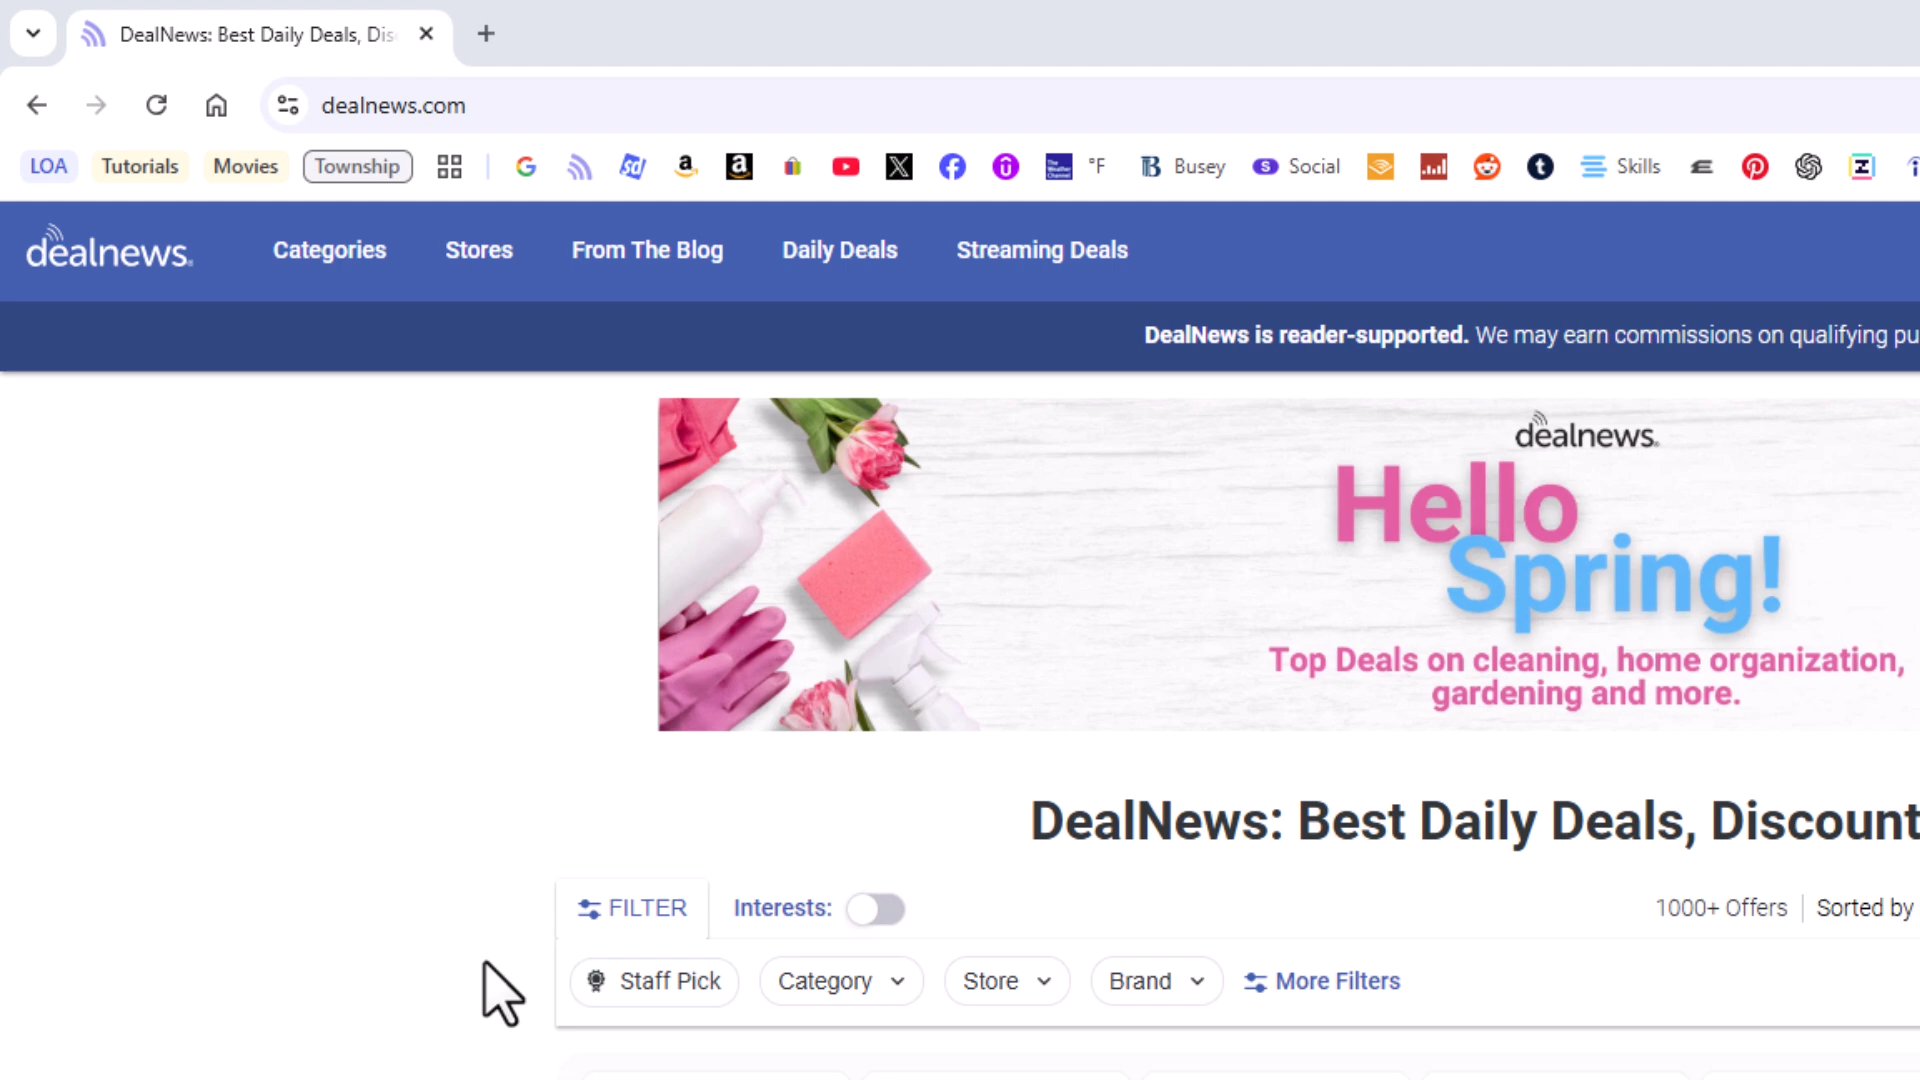 DealNews: Best Daily Deals, Dis
dealnews.com
LOA Tutorials Movies Township °F Busey Social Skills
dealnews. Categories Stores From The Blog Daily Deals Streaming Deals
DealNews is reader-supported. We may earn commissions on qualifying pu
dealnews.
Hello
Spring!
Top Deals on cleaning, home organization,
gardening and more.
DealNews: Best Daily Deals, Discount
FILTER Interests: 1000+ Offers Sorted by
Staff Pick Category Store Brand More Filters